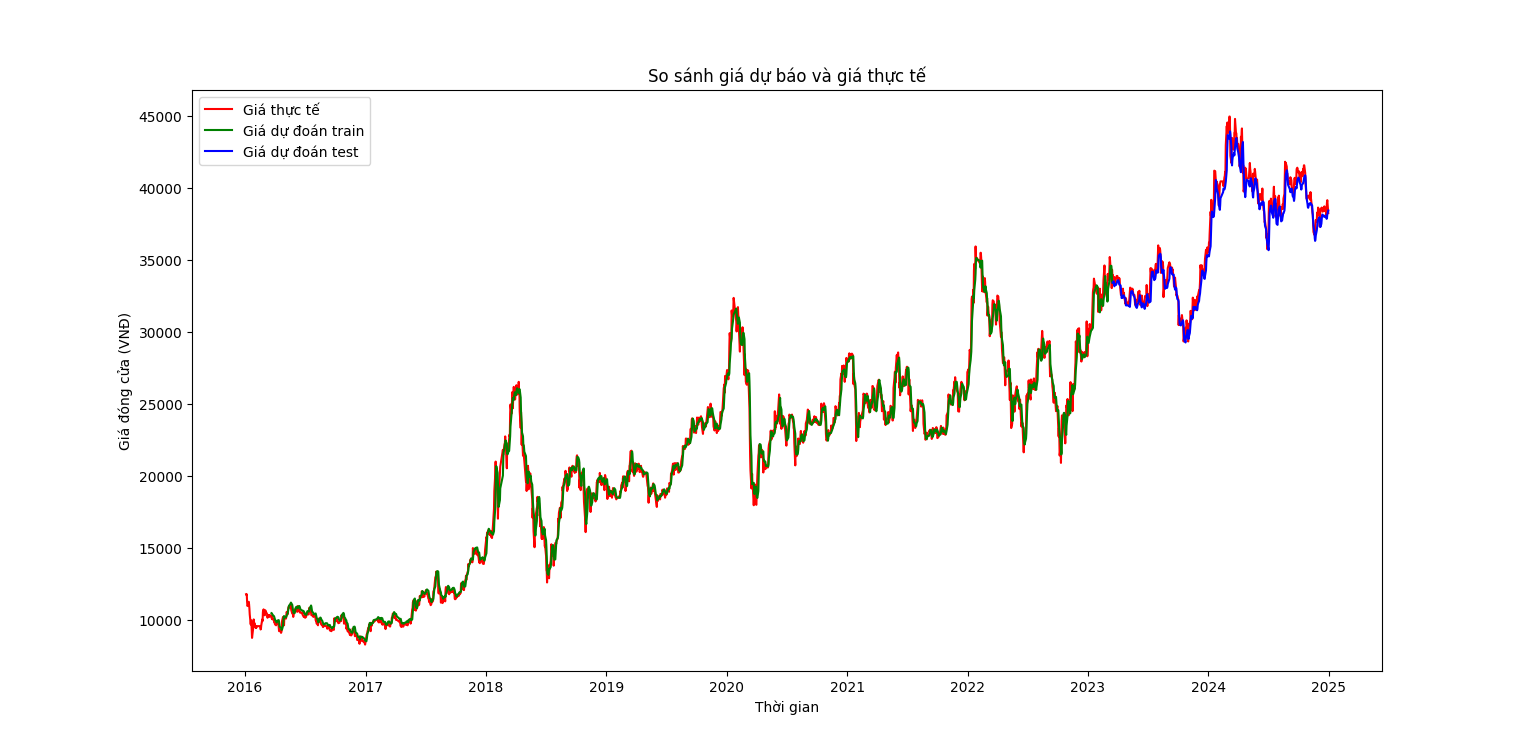 So sánh giá dự báo và giá thực tế
Giá thực tế
Giá dự đoán train
Giá dự đoán test
Giá đóng cửa (VNĐ)
45000
40000
35000
30000
25000
20000
15000
10000
2016 2017 2018 2019 2020 2021 2022 2023 2024 2025
Thời gian